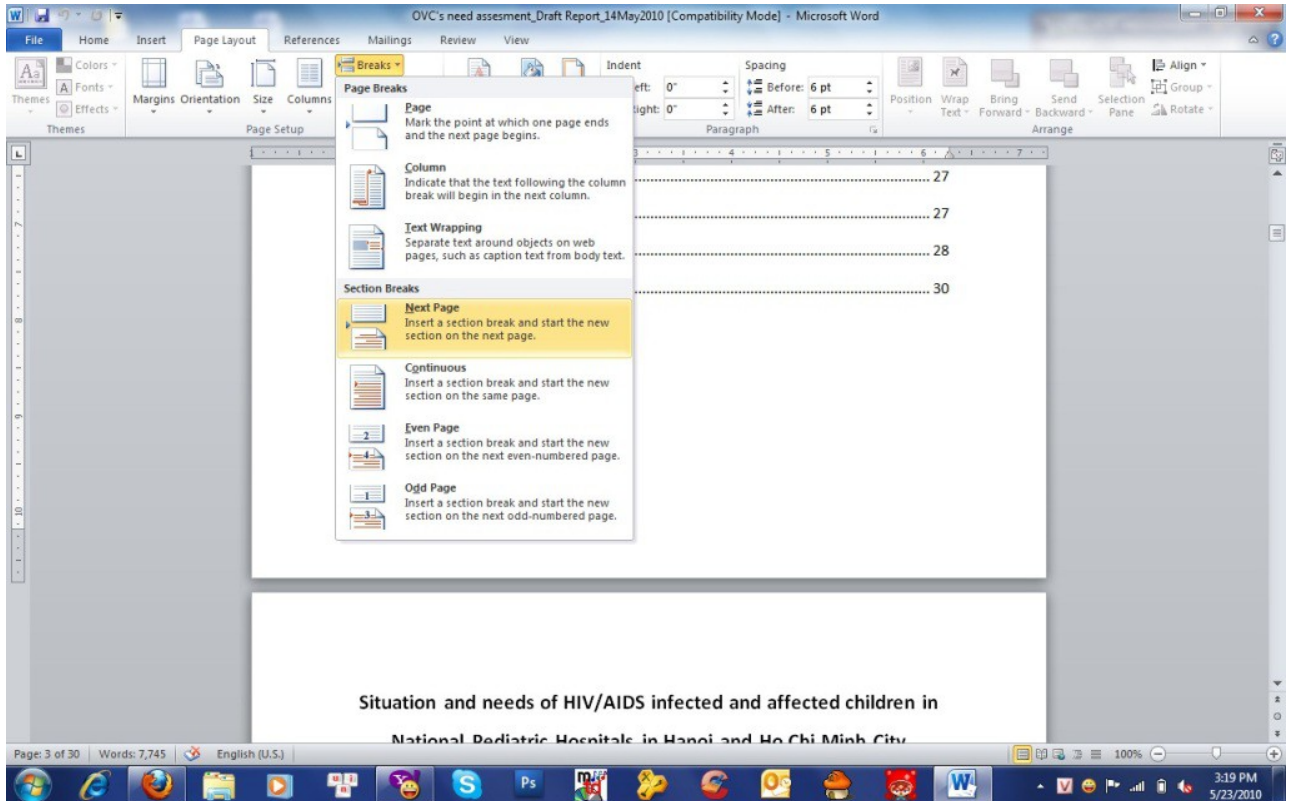 OVC's need assesment_Draft Report_14May2010 [Compatibility Mode] - Microsoft Word
File Home Insert Page Layout References Mailings Review View
Colors
Fonts
Effects
Themes
Margins Orientation Size Columns
Breaks
Indent
eft: 0"
ight: 0"
Spacing
Before: 6 pt
After: 6 pt
Position Wrap Text Bring Forward Send Backward Selection Pane
Align
Group
Rotate
Themes Page Setup Paragraph Arrange
Page Breaks
Page
Mark the point at which one page ends
and the next page begins.
Column
Indicate that the text following the column
break will begin in the next column.
Text Wrapping
Separate text around objects on web
pages, such as caption text from body text.
Section Breaks
Next Page
Insert a section break and start the new
section on the next page.
Continuous
Insert a section break and start the new
section on the same page.
Even Page
Insert a section break and start the new
section on the next even-numbered page.
Odd Page
Insert a section break and start the new
section on the next odd-numbered page.
27
27
28
30
Situation and needs of HIV/AIDS infected and affected children in
National Pediatric Hospitals in Hanoi and Ho Chi Minh City
Page: 3 of 30 Words: 7,745 English (U.S.) 100%
Ps
3:19 PM
5/23/2010